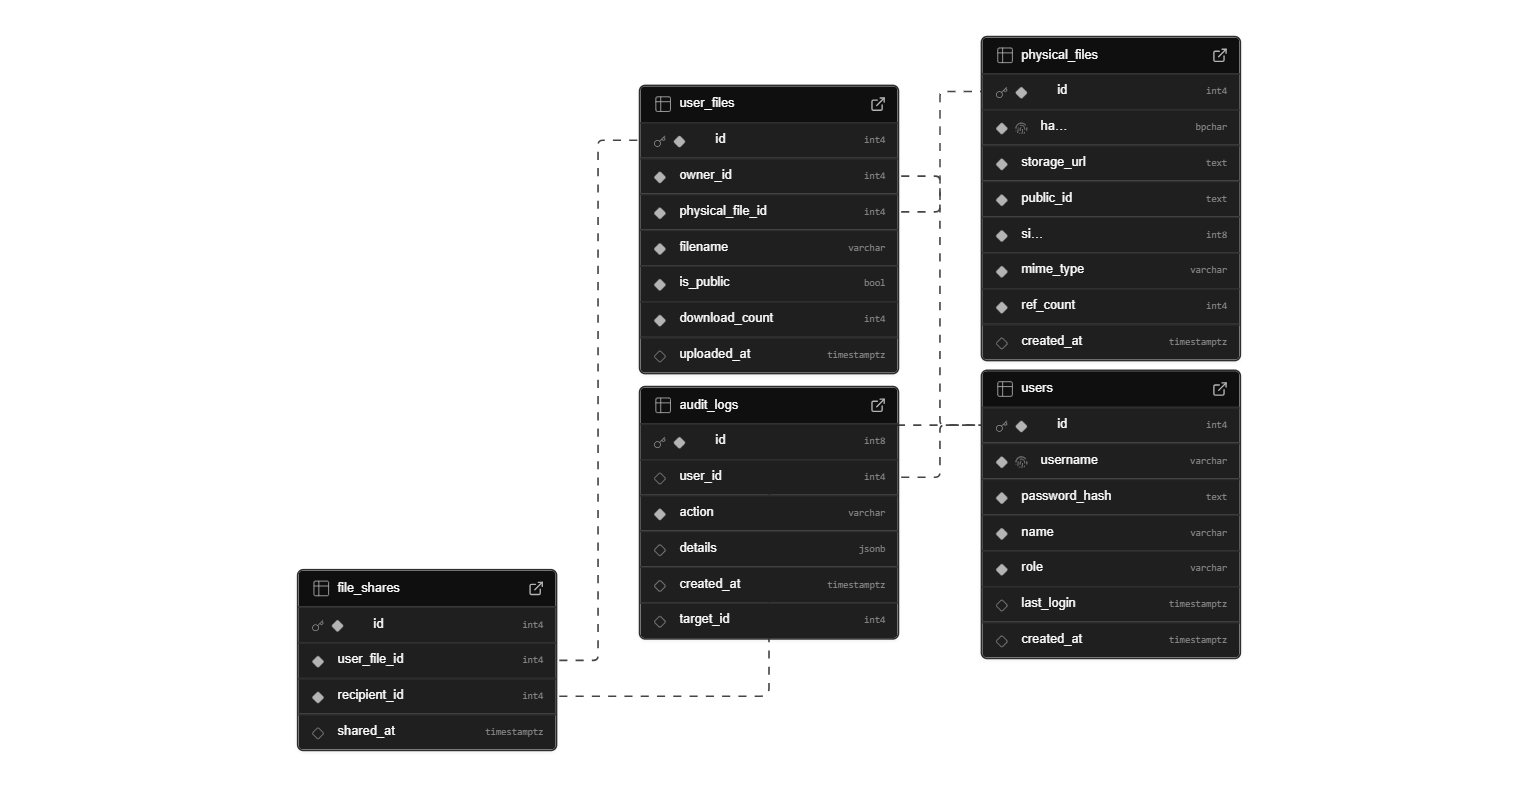 user_files
id int4
owner_id int4
physical_file_id int4
filename varchar
is_public bool
download_count int4
uploaded_at timestamptz
physical_files
id int4
ha... bpchar
storage_url text
public_id text
si... int8
mime_type varchar
ref_count int4
created_at timestamptz
audit_logs
id int8
user_id int4
action varchar
details jsonb
created_at timestamptz
target_id int4
users
id int4
username varchar
password_hash text
name varchar
role varchar
last_login timestamptz
created_at timestamptz
file_shares
id int4
user_file_id int4
recipient_id int4
shared_at timestamptz